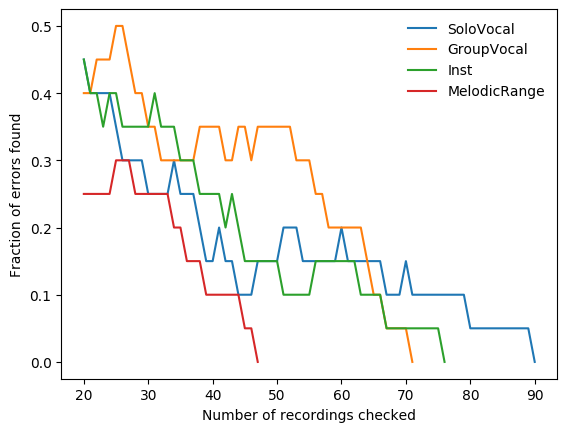 0.5
0.4
0.3
0.2
0.1
0.0
Fraction of errors found
SoloVocal
GroupVocal
Inst
MelodicRange
20 30 40 50 60 70 80 90
Number of recordings checked